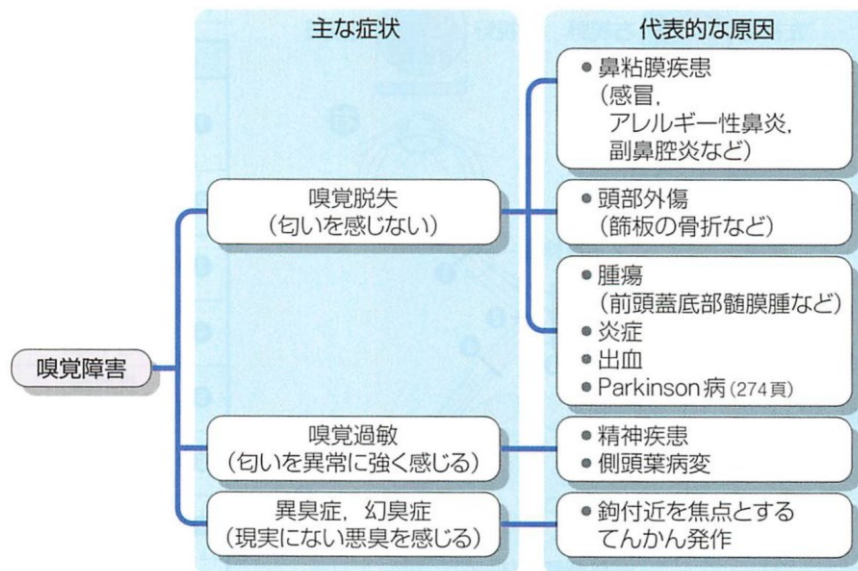 主な症状
代表的な原因
嗅覚障害
嗅覚脱失
(匂いを感じない)
● 鼻粘膜疾患
(感冒,
アレルギー性鼻炎,
副鼻腔炎など)
● 頭部外傷
(篩板の骨折など)
● 腫瘍
(前頭蓋底部髄膜腫など)
● 炎症
● 出血
● Parkinson病(274頁)
嗅覚過敏
(匂いを異常に強く感じる)
● 精神疾患
● 側頭葉病変
異臭症，幻臭症
(現実にない悪臭を感じる)
● 鉤付近を焦点とする
てんかん発作